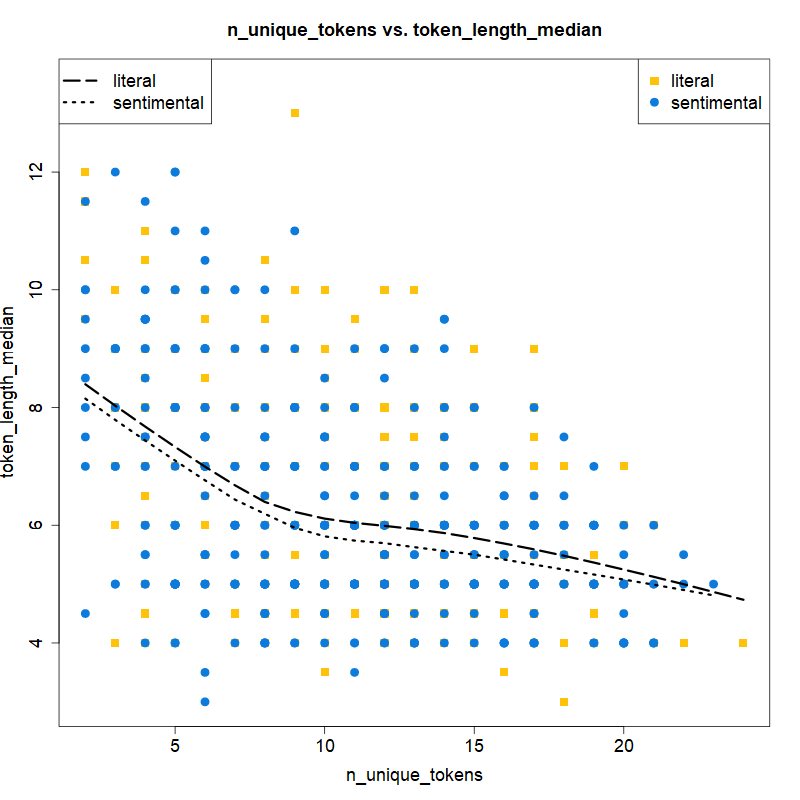 n_unique_tokens vs. token_length_median
literal
sentimental
literal
sentimental
token_length_median
12
10
8
6
4
5
10
15
20
n_unique_tokens